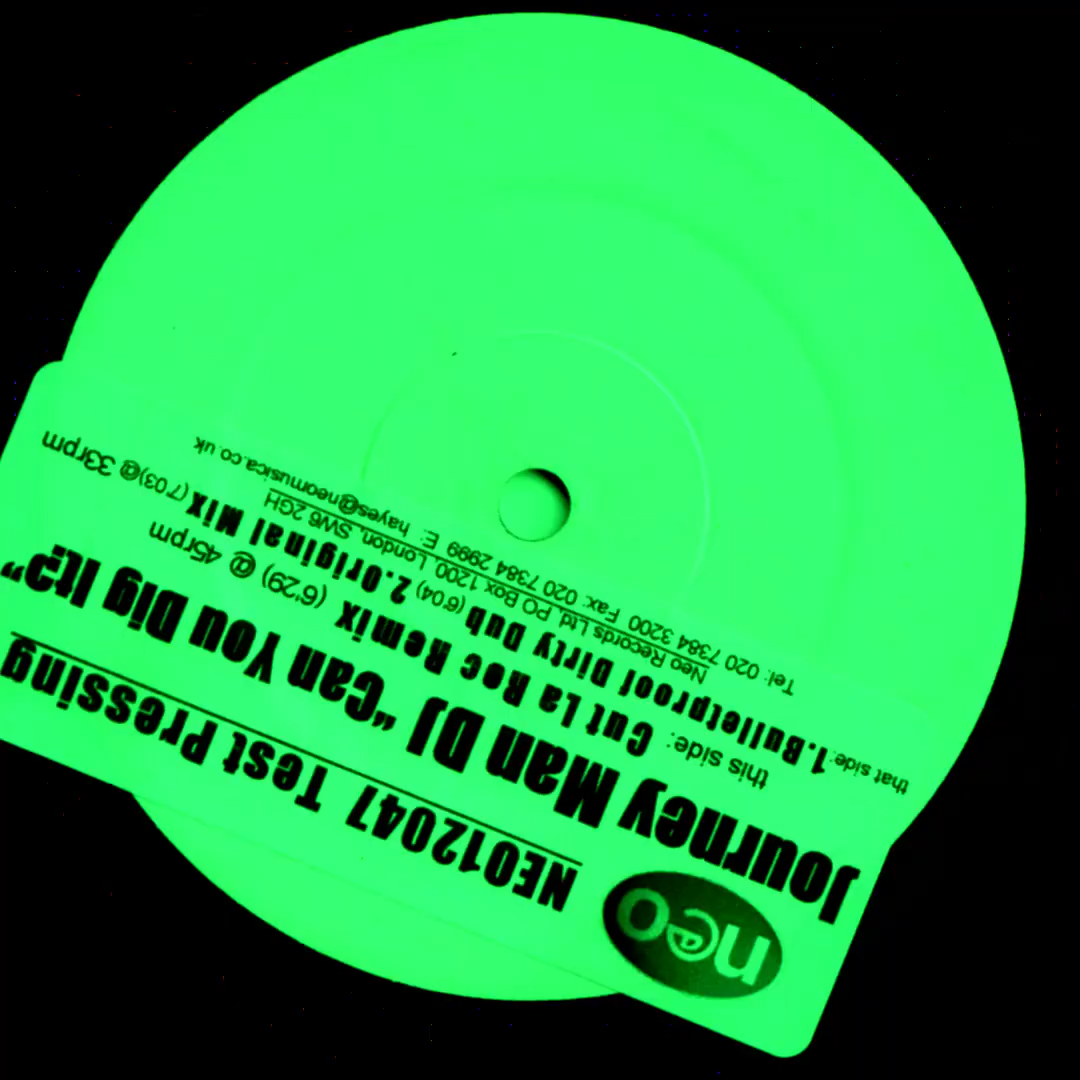 neo
NEO12047 Test Pressing
Journey Man DJ "Can You Dig It?"
this side: Cut La Roc Remix (6'29) @ 45rpm
that side: 1.Bulletproof Dirty Dub (6'04) 2.Original Mix (7'03)@ 33rpm
Neo Records Ltd, PO Box 1200, London, SW6 2GH
Tel: 020 7384 3200 Fax: 020 7384 2999 E: hayes@neomusica.co.uk